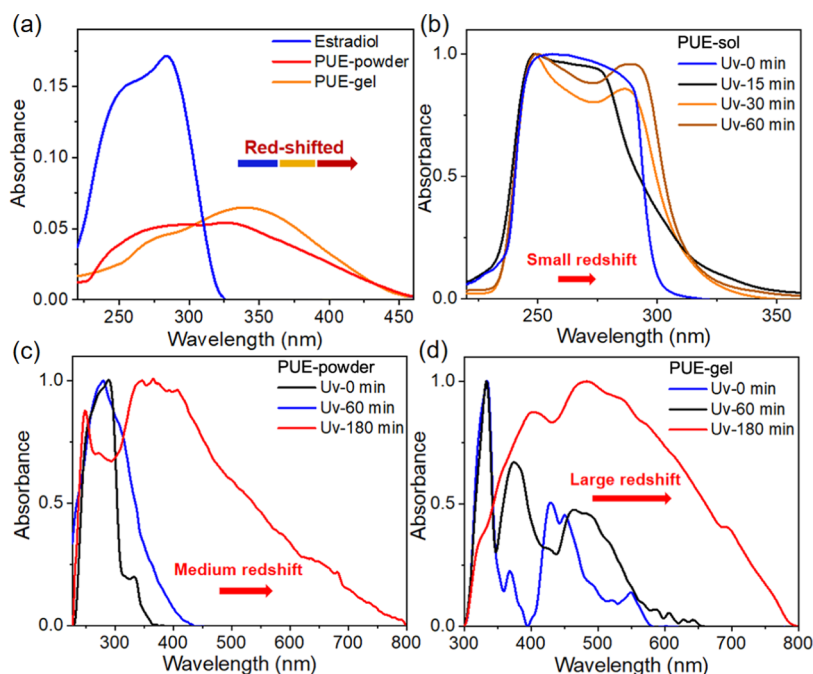 (a)
Estradiol
PUE-powder
PUE-gel
Red-shifted
Absorbance
0.15
0.10
0.05
0.00
250
300
350
400
450
Wavelength (nm)
(b)
PUE-sol
Uv-0 min
Uv-15 min
Uv-30 min
Uv-60 min
Small redshift
Absorbance
1.0
0.5
0.0
250
300
350
Wavelength (nm)
(c)
PUE-powder
Uv-0 min
Uv-60 min
Uv-180 min
Medium redshift
Absorbance
1.0
0.5
0.0
300
400
500
600
700
800
Wavelength (nm)
(d)
PUE-gel
Uv-0 min
Uv-60 min
Uv-180 min
Large redshift
Absorbance
1.0
0.5
0.0
300
400
500
600
700
800
Wavelength (nm)